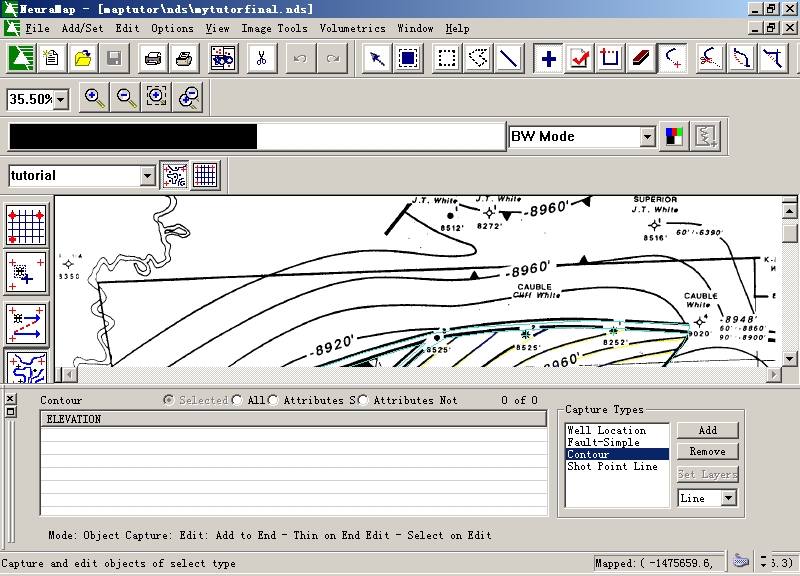 NeuraMap - [maptutor\nds\mytutorfinal.nds]
File Add/Set Edit Options View Image Tools Volumetrics Window Help
35.50%
BW Mode
tutorial
J.T. White J.T. White -8960' SUPERIOR
J.T. White
8512' 8272' 8516' 60'-6390'
8350
-8960' K-
CAUBLE
Cliff White
CAUBLE
White
-8920' 9020' -8948'
60'-8860'
90'-8900'
8525' 8525' 8252'
8960'
Contour Selected All Attributes S Attributes Not 0 of 0
ELEVATION
Capture Types
Well Location
Fault-Simple
Contour
Shot Point Line
Add
Remove
Set Layers
Line
Mode: Object Capture: Edit: Add to End - Thin on End Edit - Select on Edit
Capture and edit objects of select type
Mapped: ( -1475659.6, 5.3)